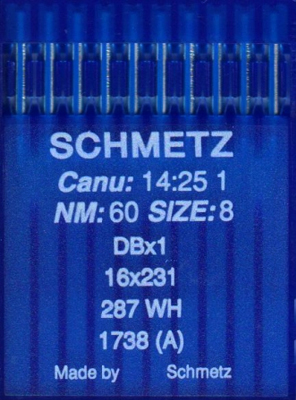 SCHMETZ
Canu: 14:25 1
NM: 60 SIZE: 8
DBx1
16x231
287 WH
1738 (A)
Made by Schmetz